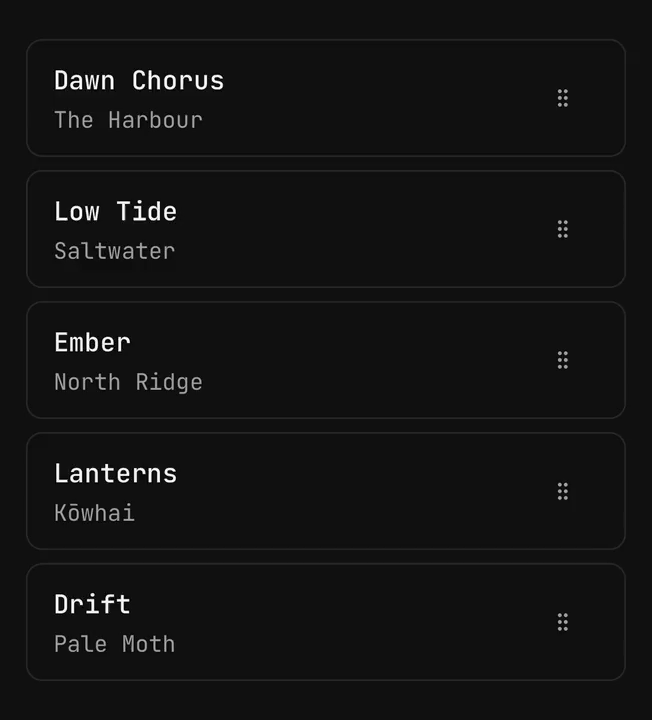 Dawn Chorus
The Harbour
Low Tide
Saltwater
Ember
North Ridge
Lanterns
Kōwhai
Drift
Pale Moth